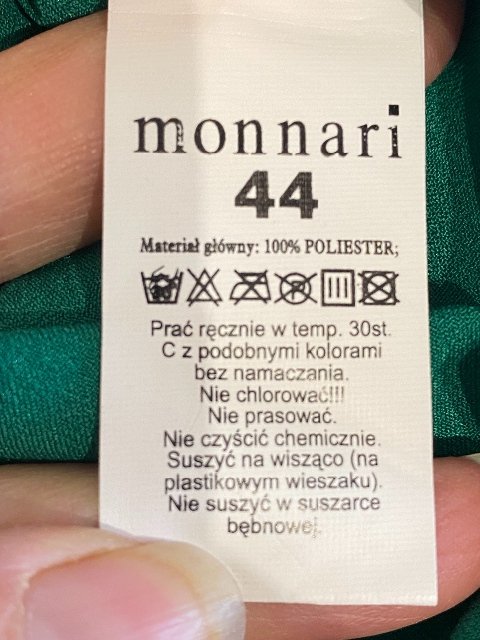 monnari
44
Materiał główny: 100% POLIESTER;
Prać ręcznie w temp. 30st.
C z podobnymi kolorami
bez namaczania.
Nie chlorować!!!
Nie prasować.
Nie czyścić chemicznie.
Suszyć na wisząco (na
plastikowym wieszaku).
Nie suszyć w suszarce
bębnowej.